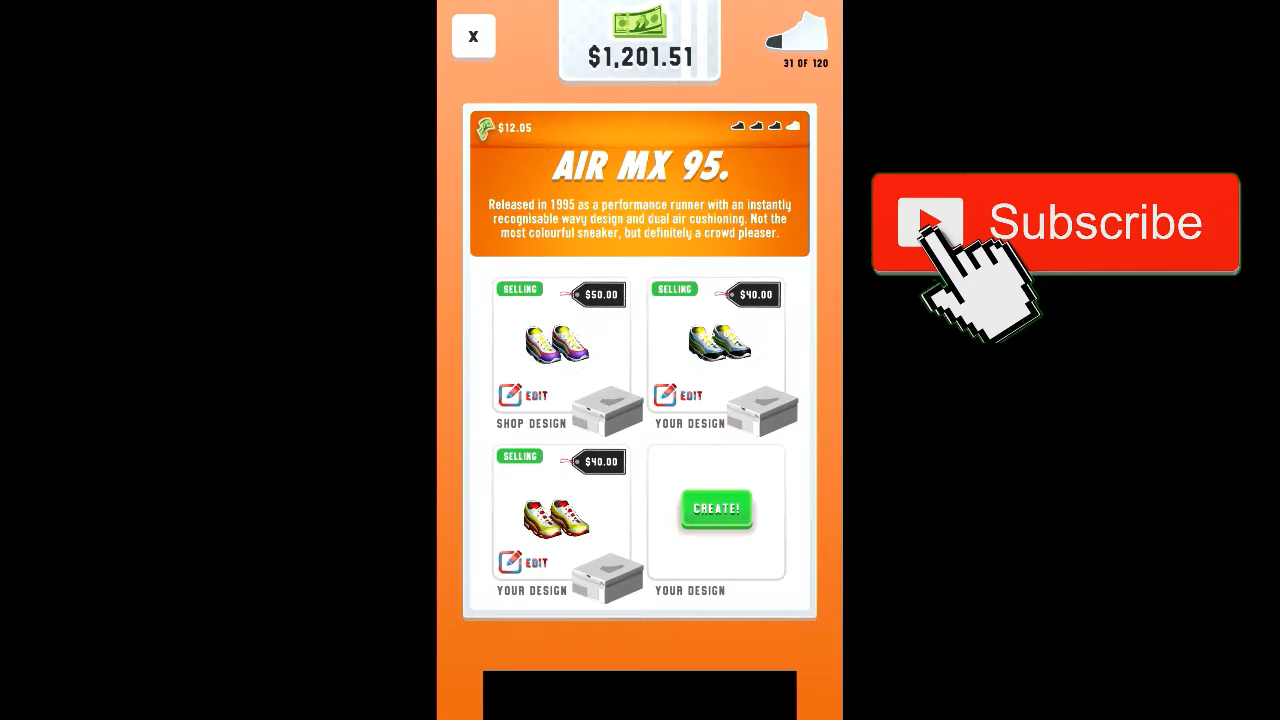 X
$1,201.51
31 OF 120
$12.05
AIR MX 95.
Released in 1995 as a performance runner with an instantly
recognisable wavy design and dual air cushioning. Not the
most colourful sneaker, but definitely a crowd pleaser.
SELLING
$50.00
SELLING
$40.00
EDIT
EDIT
SHOP DESIGN
YOUR DESIGN
SELLING
$40.00
CREATE!
EDIT
YOUR DESIGN
YOUR DESIGN
Subscribe